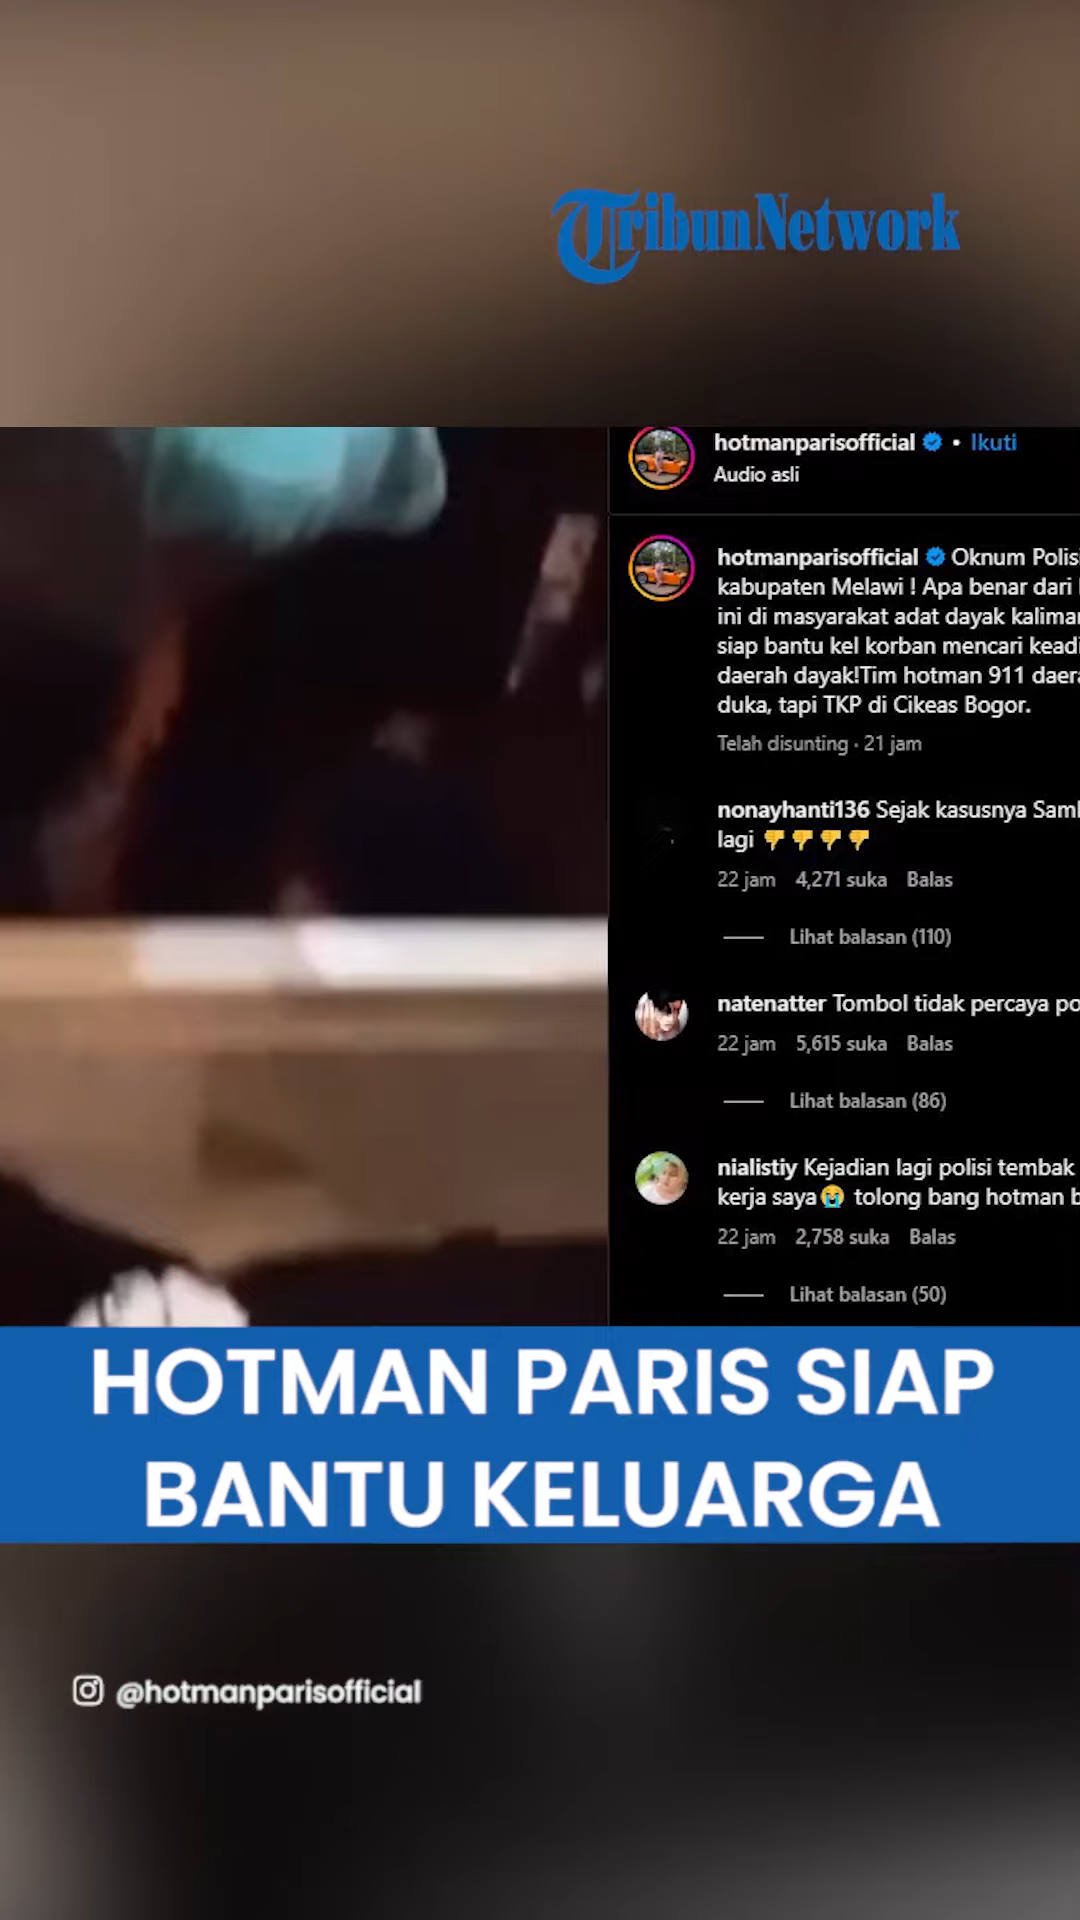 TribunNetwork
hotmanparisofficial • Ikuti
Audio asli
hotmanparisofficial Oknum Polisi
kabupaten Melawi ! Apa benar dari
ini di masyarakat adat dayak
siap bantu kel korban mencari
daerah dayak!Tim hotman 911
duka, tapi TKP di Cikeas Bogor.
Telah disunting · 21 jam
nonayhanti136 Sejak kasusnya
lagi 👎👎👎👎
22 jam 4,271 suka Balas
Lihat balasan (110)
natenatter Tombol tidak percaya
22 jam 5,615 suka Balas
Lihat balasan (86)
nialistiy Kejadian lagi polisi tembak
kerja saya😭 tolong bang hotman
22 jam 2,758 suka Balas
Lihat balasan (50)
HOTMAN PARIS SIAP
BANTU KELUARGA
@hotmanparisofficial